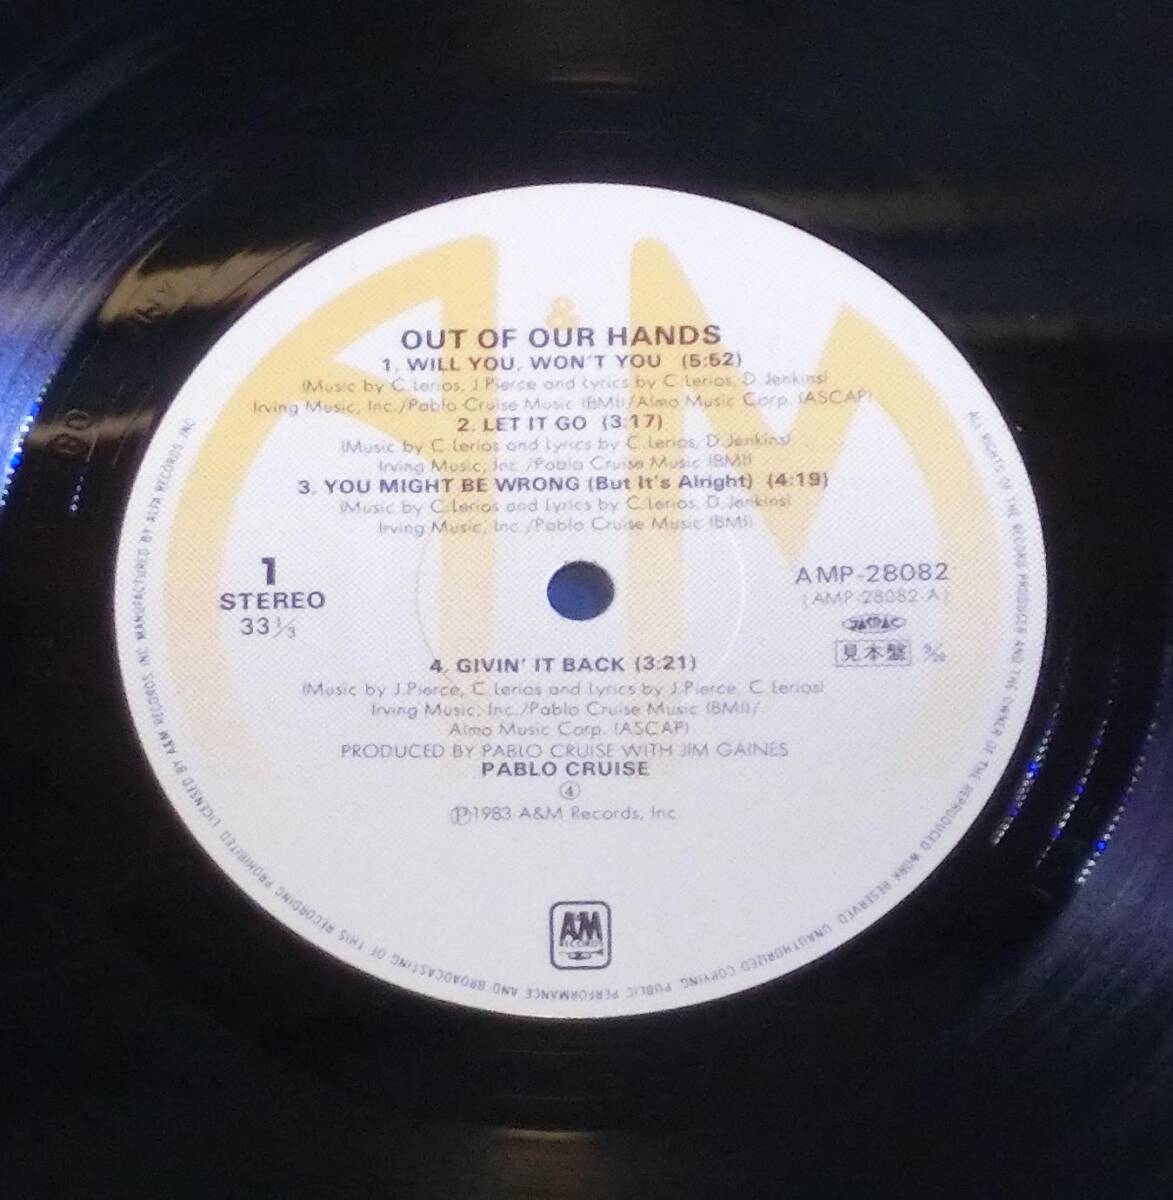 &
OUT OF OUR HANDS
1. WILL YOU, WON'T YOU (5:52)
(Music by C. Lerios, J. Pierce and Lyrics by C. Lerios, D. Jenkins)
Irving Music, Inc./Pablo Cruise Music (BMI)/Almo Music Corp. (ASCAP)
2. LET IT GO (3:17)
(Music by C. Lerios and Lyrics by C. Lerios, D. Jenkins)
Irving Music, Inc./Pablo Cruise Music (BMI)
3. YOU MIGHT BE WRONG (But It's Alright) (4:19)
(Music by C. Lerios and Lyrics by C. Lerios, D. Jenkins)
Irving Music, Inc./Pablo Cruise Music (BMI)
1
STEREO
33 1/3
AMP-28082
(AMP-28082-A)
見本盤
4. GIVIN' IT BACK (3:21)
(Music by J. Pierce, C. Lerios and Lyrics by J. Pierce, C. Lerios)
Irving Music, Inc./Pablo Cruise Music (BMI)/
Almo Music Corp. (ASCAP)
PRODUCED BY PABLO CRUISE WITH JIM GAINES
PABLO CRUISE
④
Ⓟ1983 A&M Records, Inc
A&M
RECORDS
ALL RIGHTS OF THE RECORD PRODUCER AND THE OWNER OF THE REPRODUCED WORK RESERVED. UNAUTHORIZED COPYING, PUBLIC PERFORMANCE AND BROADCASTING OF THIS RECORDING PROHIBITED. LICENSED BY A&M RECORDS, INC. MANUFACTURED BY ALFA RECORDS INC.